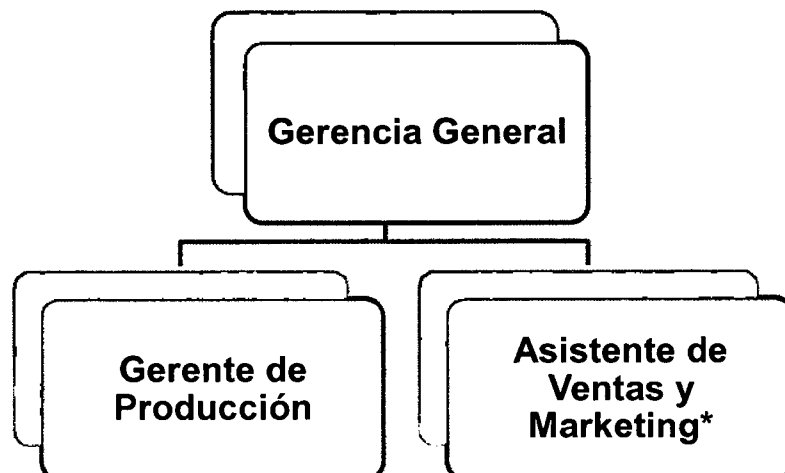 Gerencia General
Gerente de
Producción
Asistente de
Ventas y
Marketing*